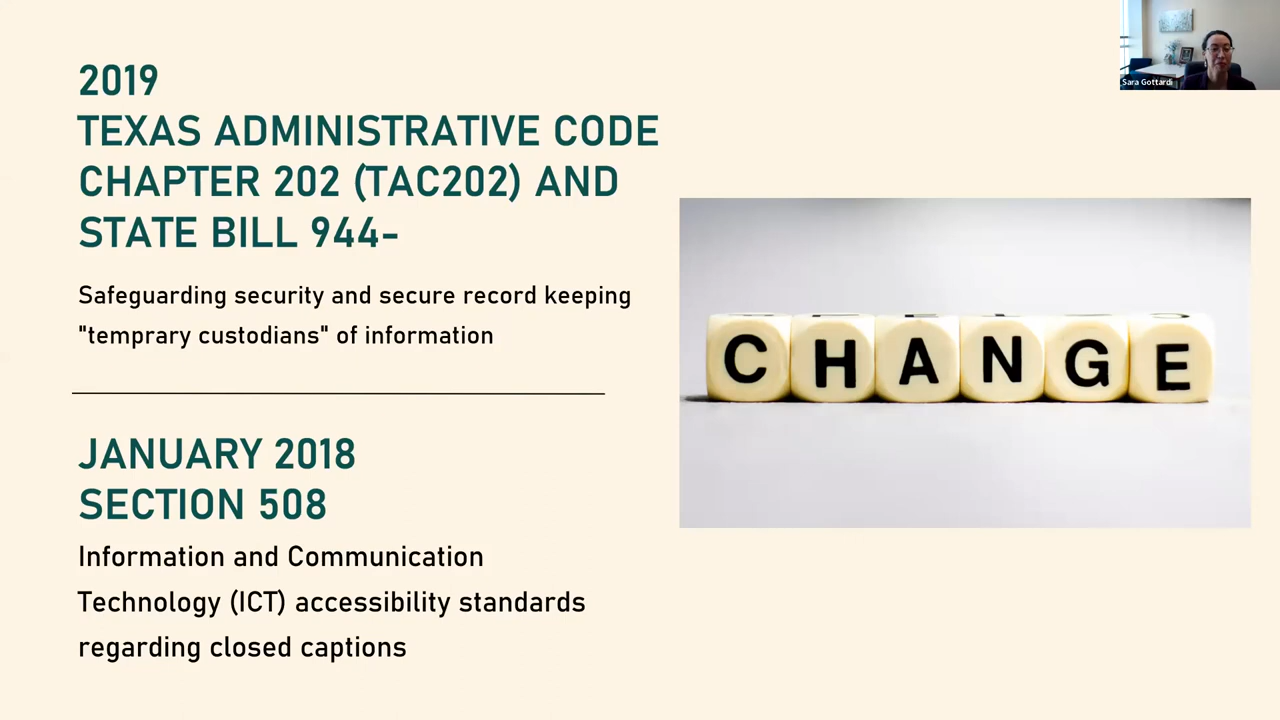 2019
TEXAS ADMINISTRATIVE CODE
CHAPTER 202 (TAC202) AND
STATE BILL 944-
Safeguarding security and secure record keeping
"temprary custodians" of information
JANUARY 2018
SECTION 508
Information and Communication
Technology (ICT) accessibility standards
regarding closed captions
CHANGE
Sara Gottardi